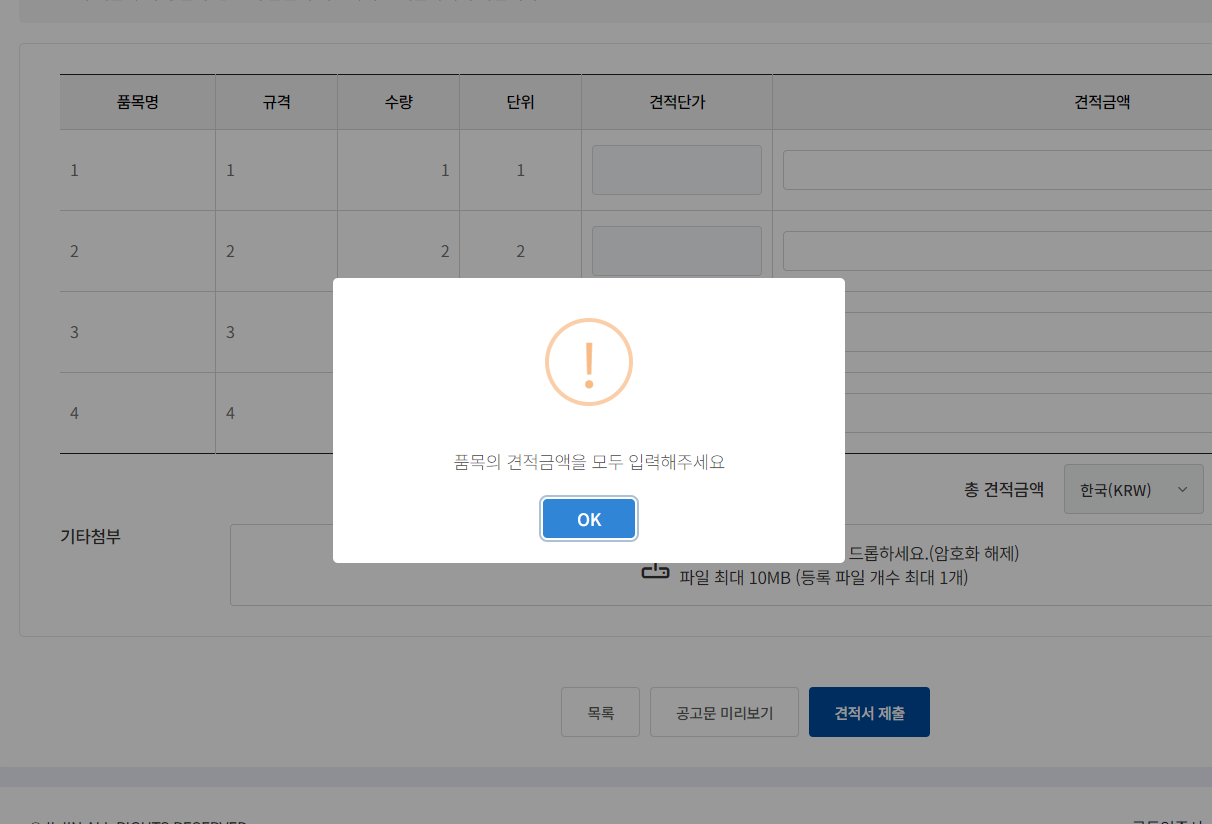 품목명 규격 수량 단위 견적단가 견적금액
1 1 1 1
2 2 2 2
3 3
4 4
품목의 견적금액을 모두 입력해주세요
OK
총 견적금액 한국(KRW)
기타첨부
드롭하세요.(암호화 해제)
파일 최대 10MB (등록 파일 개수 최대 1개)
목록 공고문 미리보기 견적서 제출